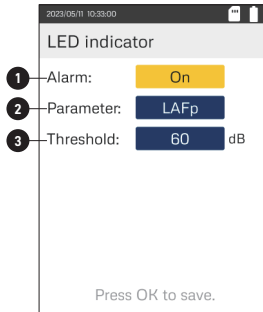 2023/05/11 10:33:00
LED indicator
1 Alarm: On
2 Parameter: LAFp
3 Threshold: 60 dB
Press OK to save.